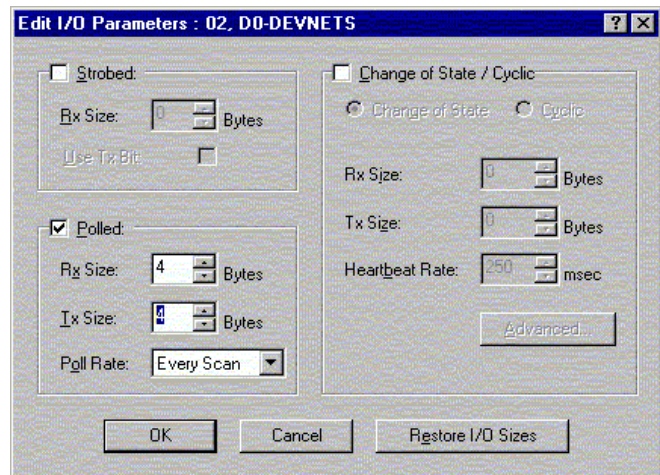 Edit I/O Parameters : 02, D0-DEVNETS
Strobed:
Rx Size: 0 Bytes
Use Tx Bit:
Polled:
Rx Size: 4 Bytes
Tx Size: 4 Bytes
Poll Rate: Every Scan
Change of State / Cyclic
Change of State Cyclic
Rx Size: 0 Bytes
Tx Size: 0 Bytes
Heartbeat Rate: 250 msec
Advanced...
OK Cancel Restore I/O Sizes